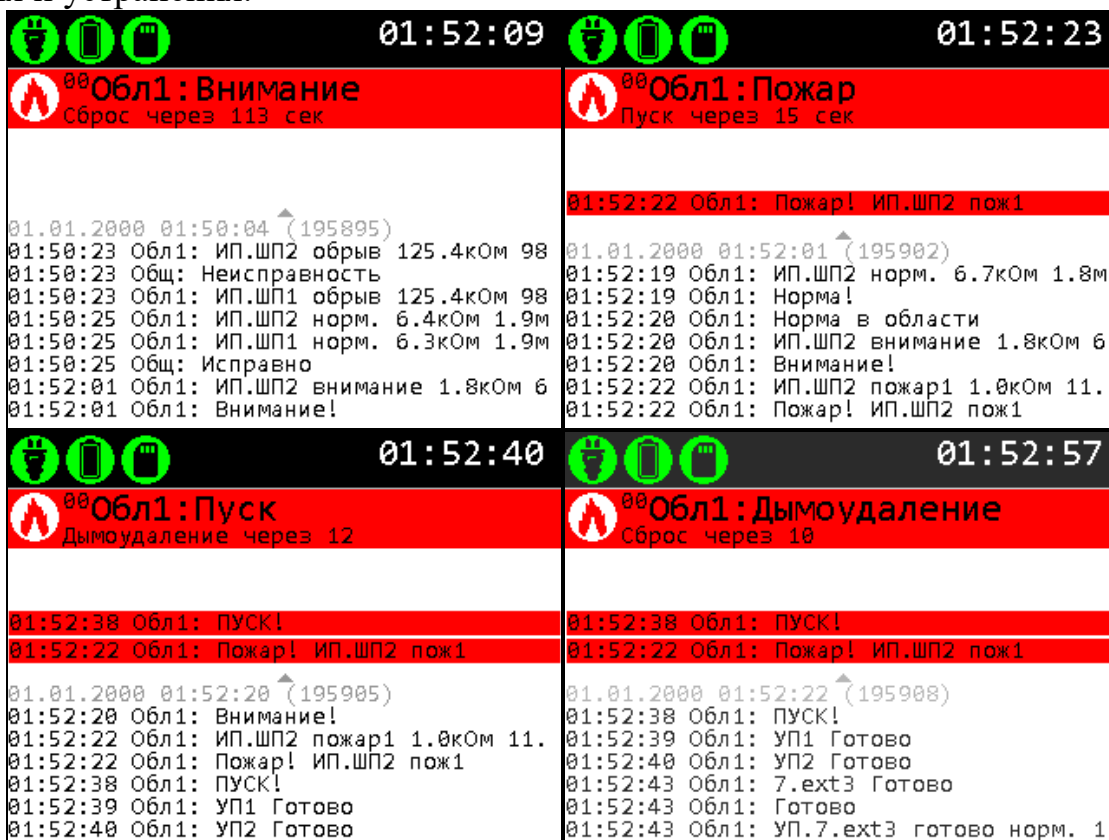 01:52:09
⁰⁰Обл1:Внимание
Сброс через 113 сек
01.01.2000 01:50:04 (195895)
01:50:23 Обл1: ИП.ШП2 обрыв 125.4кОм 98
01:50:23 Общ: Неисправность
01:50:23 Обл1: ИП.ШП1 обрыв 125.4кОм 98
01:50:25 Обл1: ИП.ШП2 норм. 6.4кОм 1.9м
01:50:25 Обл1: ИП.ШП1 норм. 6.3кОм 1.9м
01:50:25 Общ: Исправно
01:52:01 Обл1: ИП.ШП2 внимание 1.8кОм 6
01:52:01 Обл1: Внимание!
01:52:23
⁰⁰Обл1:Пожар
Пуск через 15 сек
01:52:22 Обл1: Пожар! ИП.ШП2 пож1
01.01.2000 01:52:01 (195902)
01:52:19 Обл1: ИП.ШП2 норм. 6.7кОм 1.8м
01:52:19 Обл1: Норма!
01:52:20 Обл1: Норма в области
01:52:20 Обл1: ИП.ШП2 внимание 1.8кОм 6
01:52:20 Обл1: Внимание!
01:52:22 Обл1: ИП.ШП2 пожар1 1.0кОм 11.
01:52:22 Обл1: Пожар! ИП.ШП2 пож1
01:52:40
⁰⁰Обл1:Пуск
Дымоудаление через 12
01:52:38 Обл1: ПУСК!
01:52:22 Обл1: Пожар! ИП.ШП2 пож1
01.01.2000 01:52:20 (195905)
01:52:20 Обл1: Внимание!
01:52:22 Обл1: ИП.ШП2 пожар1 1.0кОм 11.
01:52:22 Обл1: Пожар! ИП.ШП2 пож1
01:52:38 Обл1: ПУСК!
01:52:39 Обл1: УП1 Готово
01:52:40 Обл1: УП2 Готово
01:52:57
⁰⁰Обл1:Дымоудаление
Сброс через 10
01:52:38 Обл1: ПУСК!
01:52:22 Обл1: Пожар! ИП.ШП2 пож1
01.01.2000 01:52:22 (195908)
01:52:38 Обл1: ПУСК!
01:52:39 Обл1: УП1 Готово
01:52:40 Обл1: УП2 Готово
01:52:43 Обл1: 7.ext3 Готово
01:52:43 Обл1: Готово
01:52:43 Обл1: УП.7.ext3 готово норм. 1